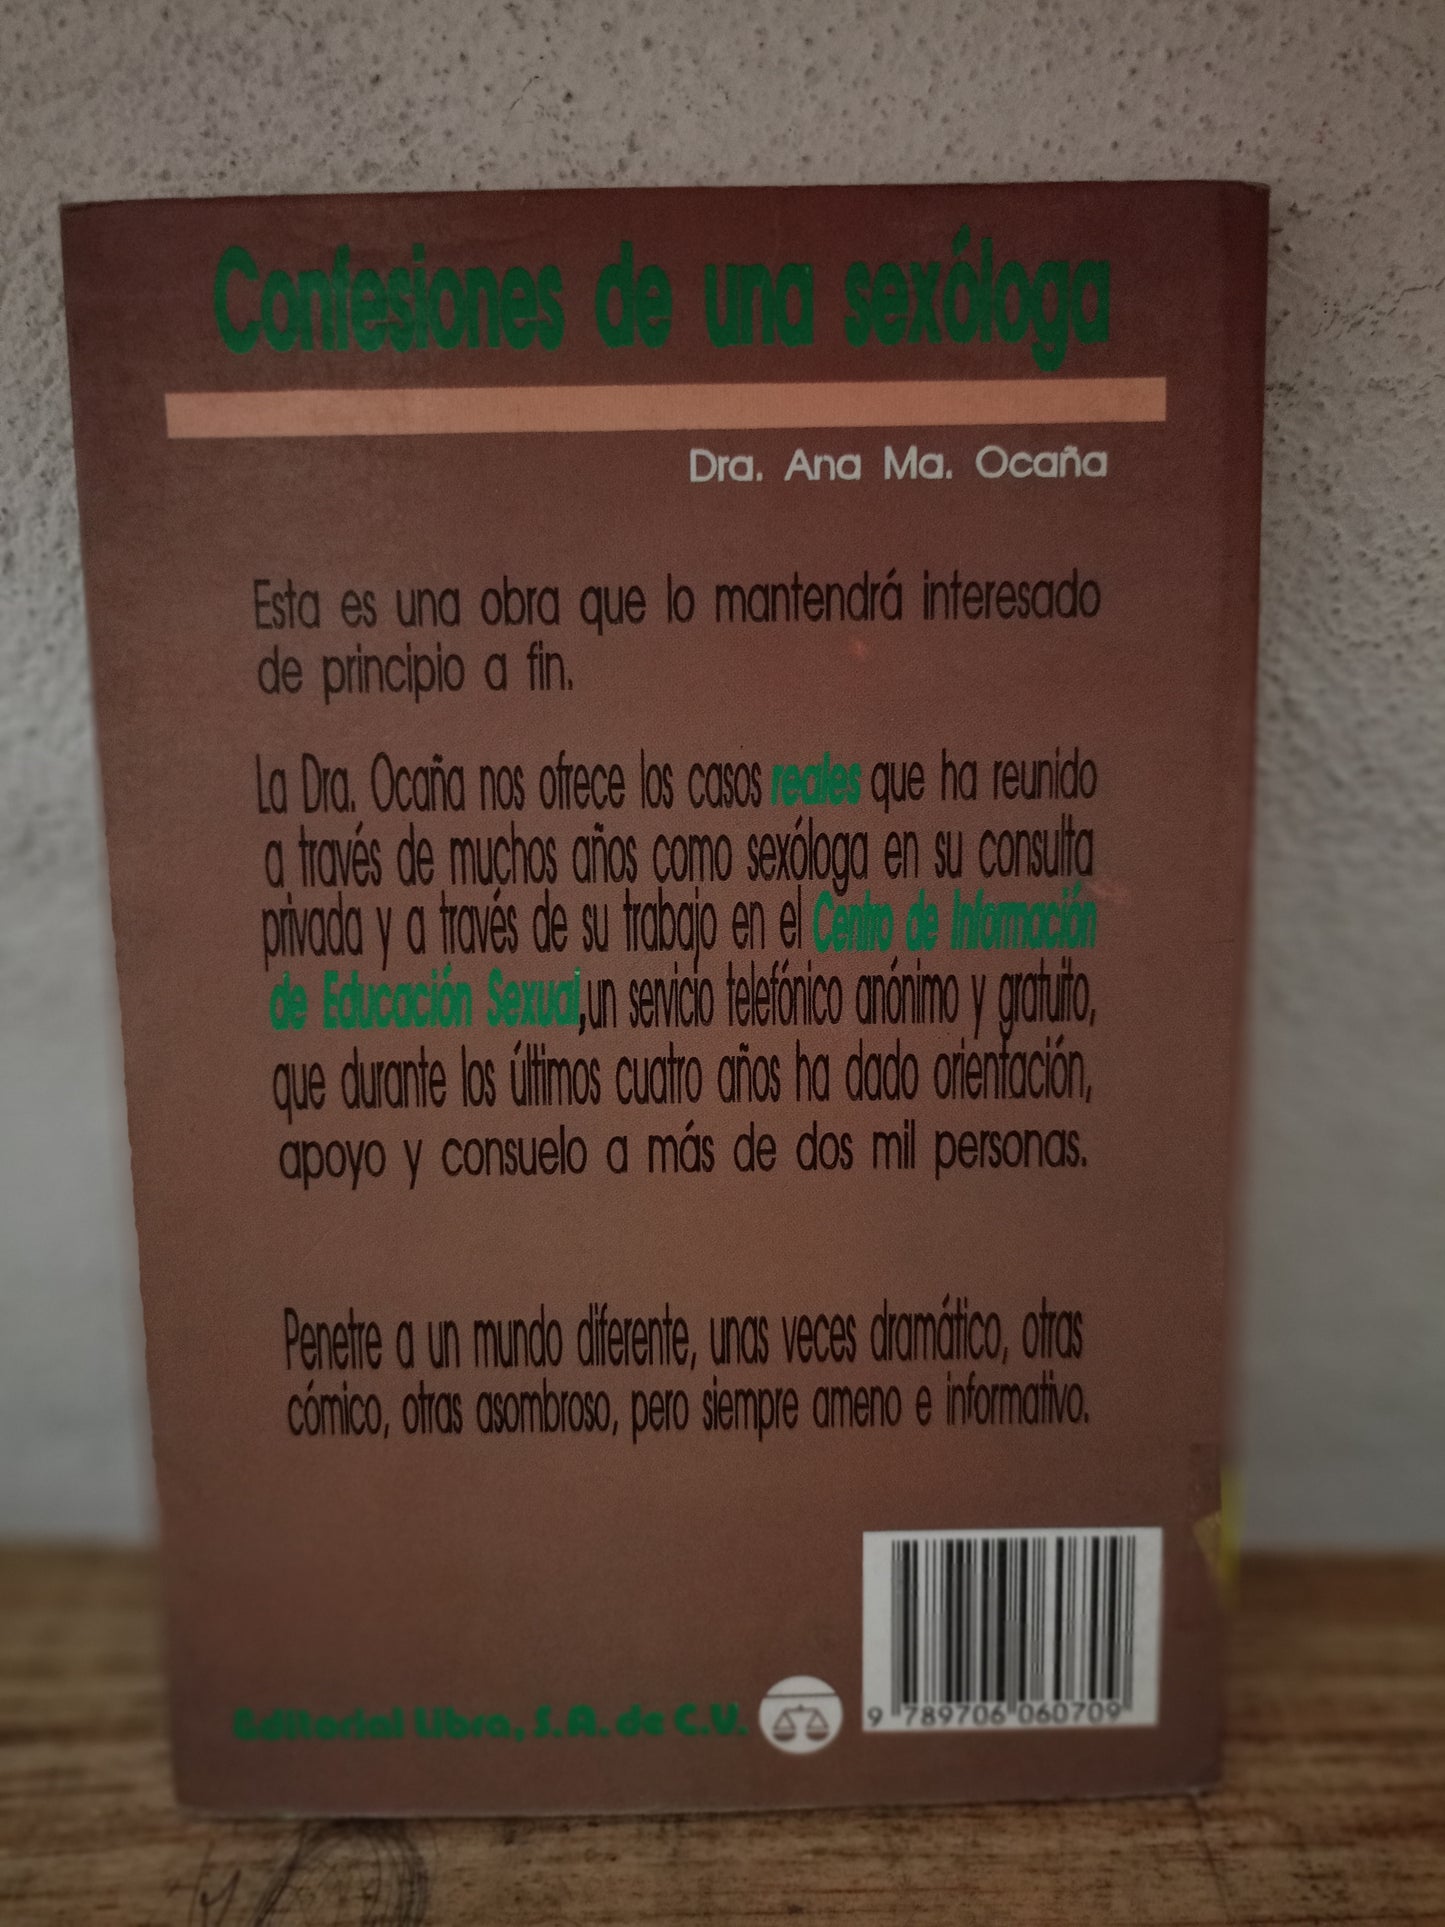 Confesiones de una sexóloga
Dra. Ana Ma. Ocaña
Esta es una obra que lo mantendrá interesado
de principio a fin.
La Dra. Ocaña nos ofrece los casos reales que ha reunido
a través de muchos años como sexóloga en su consulta
privada y a través de su trabajo en el Centro de Información
de Educación Sexual,un servicio telefónico anónimo y gratuito,
que durante los últimos cuatro años ha dado orientación,
apoyo y consuelo a más de dos mil personas.
Penetre a un mundo diferente, unas veces dramático, otras
cómico, otras asombroso, pero siempre ameno e informativo.
Editorial Libra, S.A. de C.V.
9 789706 060709